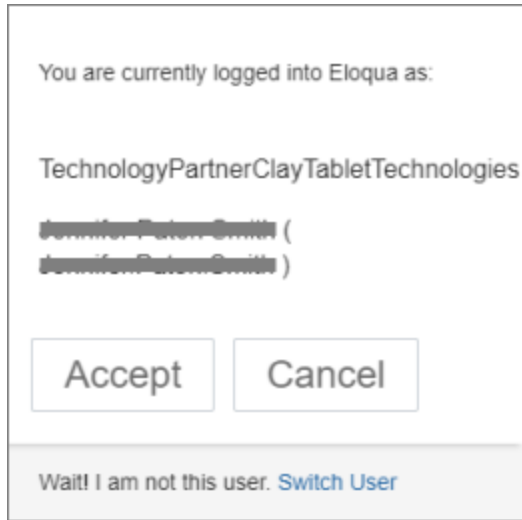 You are currently logged into Eloqua as:
TechnologyPartnerClayTabletTechnologies
(
)
Accept
Cancel
Wait! I am not this user. Switch User